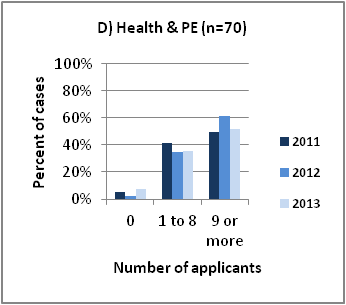 D) Health & PE (n=70)
100%
80%
60%
40%
20%
0%
Percent of cases
0
1 to 8
9 or
more
Number of applicants
2011
2012
2013